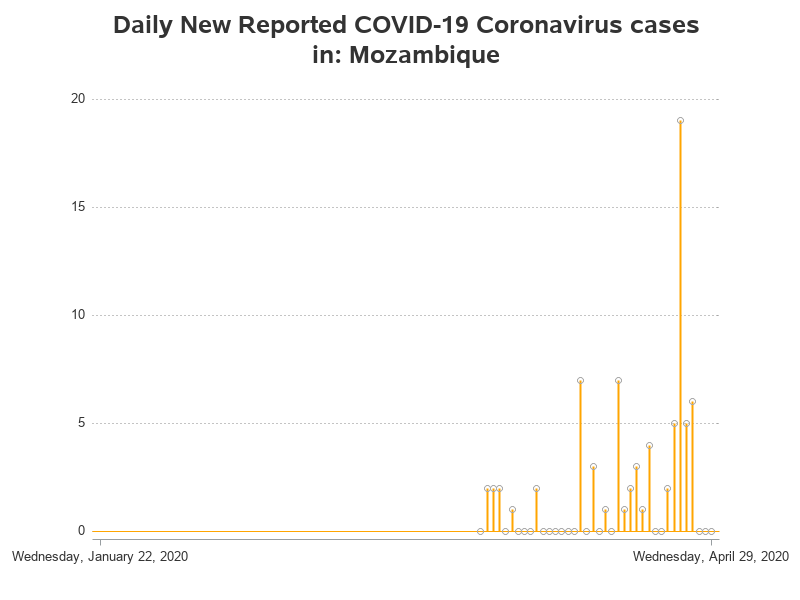 Daily New Reported COVID-19 Coronavirus cases
in: Mozambique
20
15
10
5
0
Wednesday, January 22, 2020
Wednesday, April 29, 2020